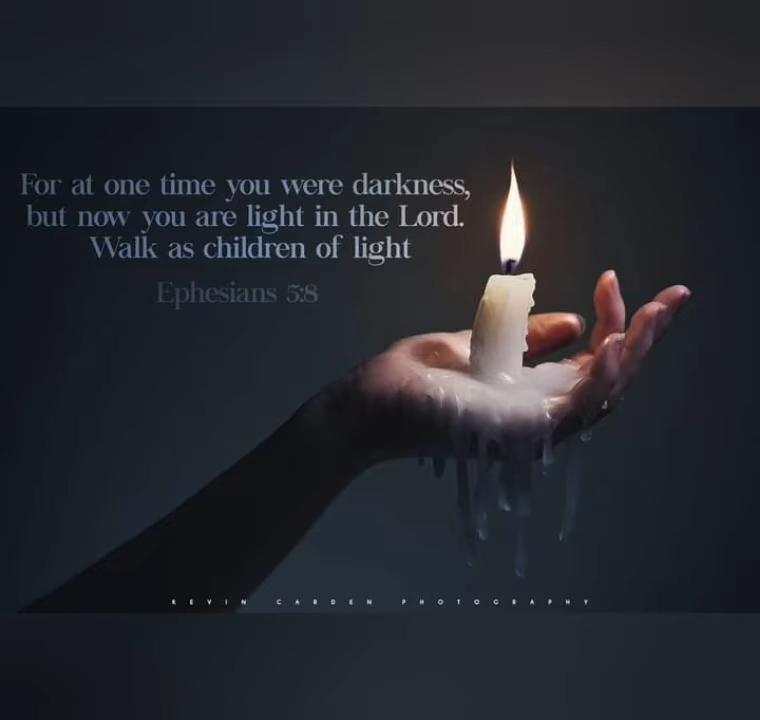 For at one time you were darkness,
but now you are light in the Lord.
Walk as children of light
Ephesians 5:8
KEVIN CARDEN PHOTOGRAPHY